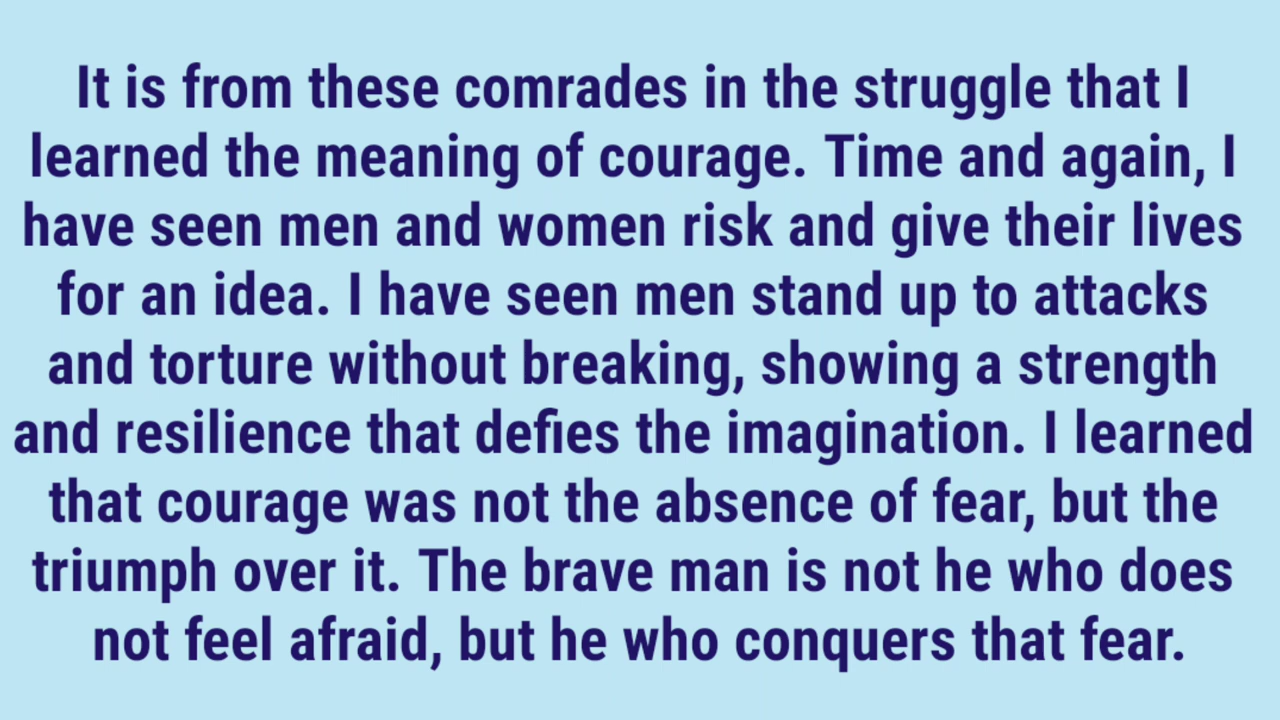 It is from these comrades in the struggle that I
learned the meaning of courage. Time and again, I
have seen men and women risk and give their lives
for an idea. I have seen men stand up to attacks
and torture without breaking, showing a strength
and resilience that defies the imagination. I learned
that courage was not the absence of fear, but the
triumph over it. The brave man is not he who does
not feel afraid, but he who conquers that fear.